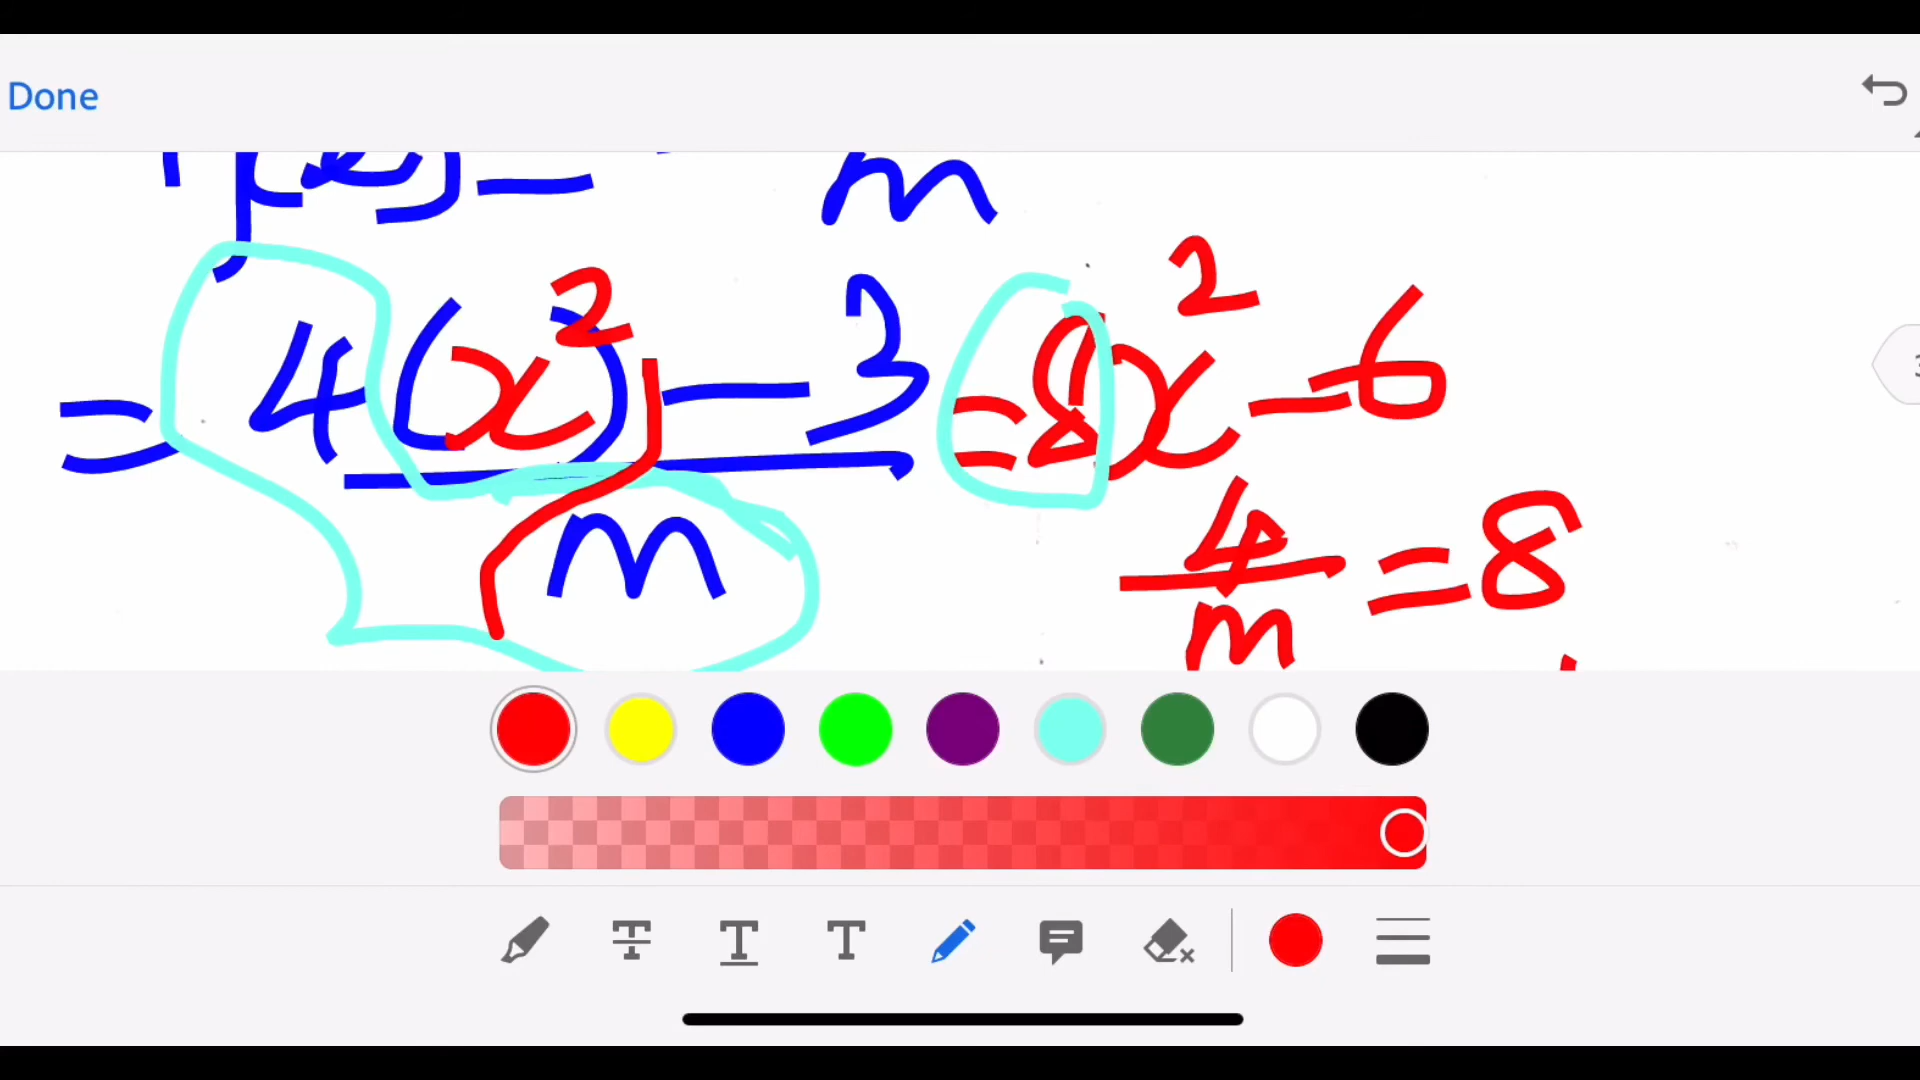 Done
m
= 4(x²) - 3 = 8x² - 6
m
4/m = 8